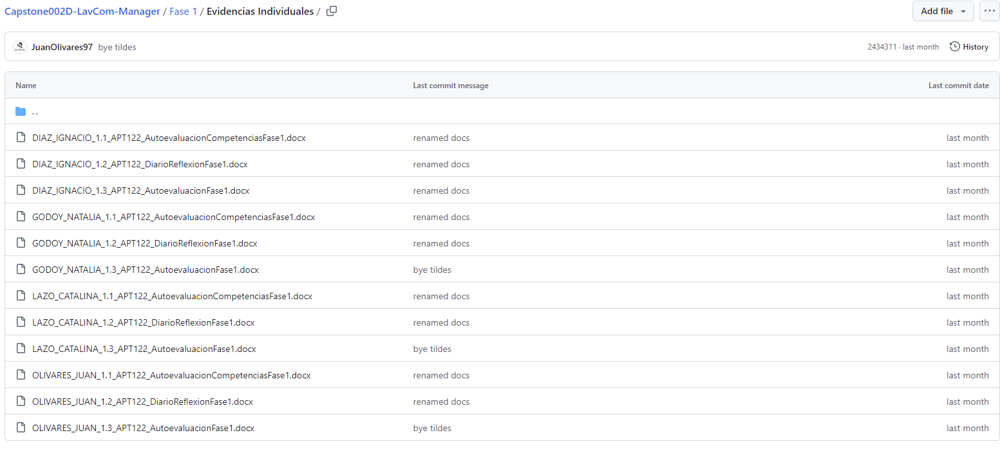 Capstone002D-LavCom-Manager / Fase 1 / Evidencias Individuales /
Add file
JuanOlivares97 bye tildes
2434311 · last month History
Name Last commit message Last commit date
..
DIAZ_IGNACIO_1.1_APT122_AutoevaluacionCompetenciasFase1.docx renamed docs last month
DIAZ_IGNACIO_1.2_APT122_DiarioReflexionFase1.docx renamed docs last month
DIAZ_IGNACIO_1.3_APT122_AutoevaluacionFase1.docx renamed docs last month
GODOY_NATALIA_1.1_APT122_AutoevaluacionCompetenciasFase1.docx renamed docs last month
GODOY_NATALIA_1.2_APT122_DiarioReflexionFase1.docx renamed docs last month
GODOY_NATALIA_1.3_APT122_AutoevaluacionFase1.docx bye tildes last month
LAZO_CATALINA_1.1_APT122_AutoevaluacionCompetenciasFase1.docx renamed docs last month
LAZO_CATALINA_1.2_APT122_DiarioReflexionFase1.docx renamed docs last month
LAZO_CATALINA_1.3_APT122_AutoevaluacionFase1.docx bye tildes last month
OLIVARES_JUAN_1.1_APT122_AutoevaluacionCompetenciasFase1.docx renamed docs last month
OLIVARES_JUAN_1.2_APT122_DiarioReflexionFase1.docx renamed docs last month
OLIVARES_JUAN_1.3_APT122_AutoevaluacionFase1.docx bye tildes last month